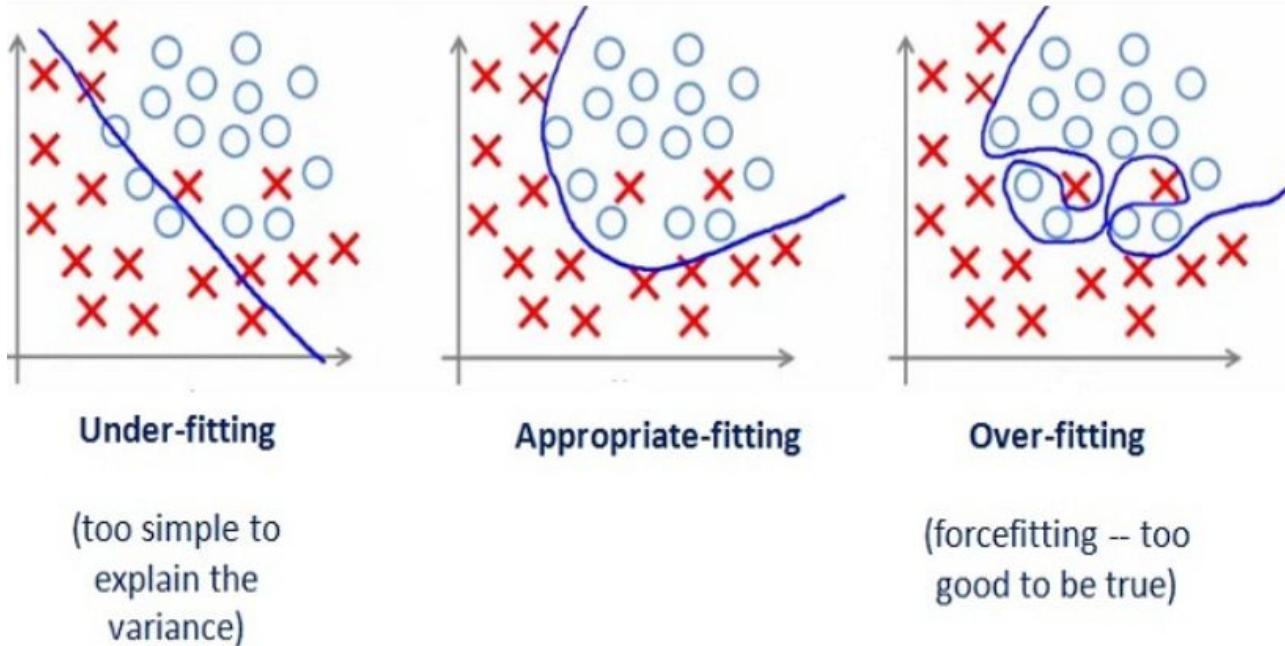 Under-fitting
Appropriate-fitting
Over-fitting
(too simple to
explain the
variance)
(forcefitting -- too
good to be true)